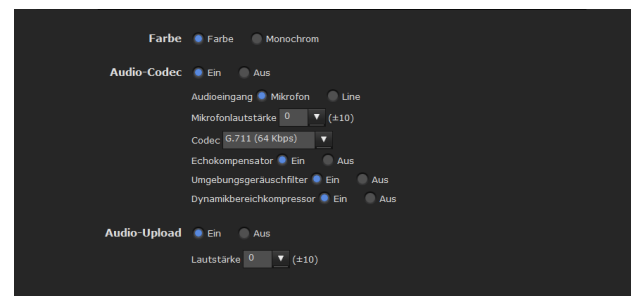 Farbe Farbe Monochrom
Audio-Codec Ein Aus
Audioeingang Mikrofon Line
Mikrofonlautstärke 0 (±10)
Codec G.711 (64 Kbps)
Echokompensator Ein Aus
Umgebungsgeräuschfilter Ein Aus
Dynamikbereichkompressor Ein Aus
Audio-Upload Ein Aus
Lautstärke 0 (±10)